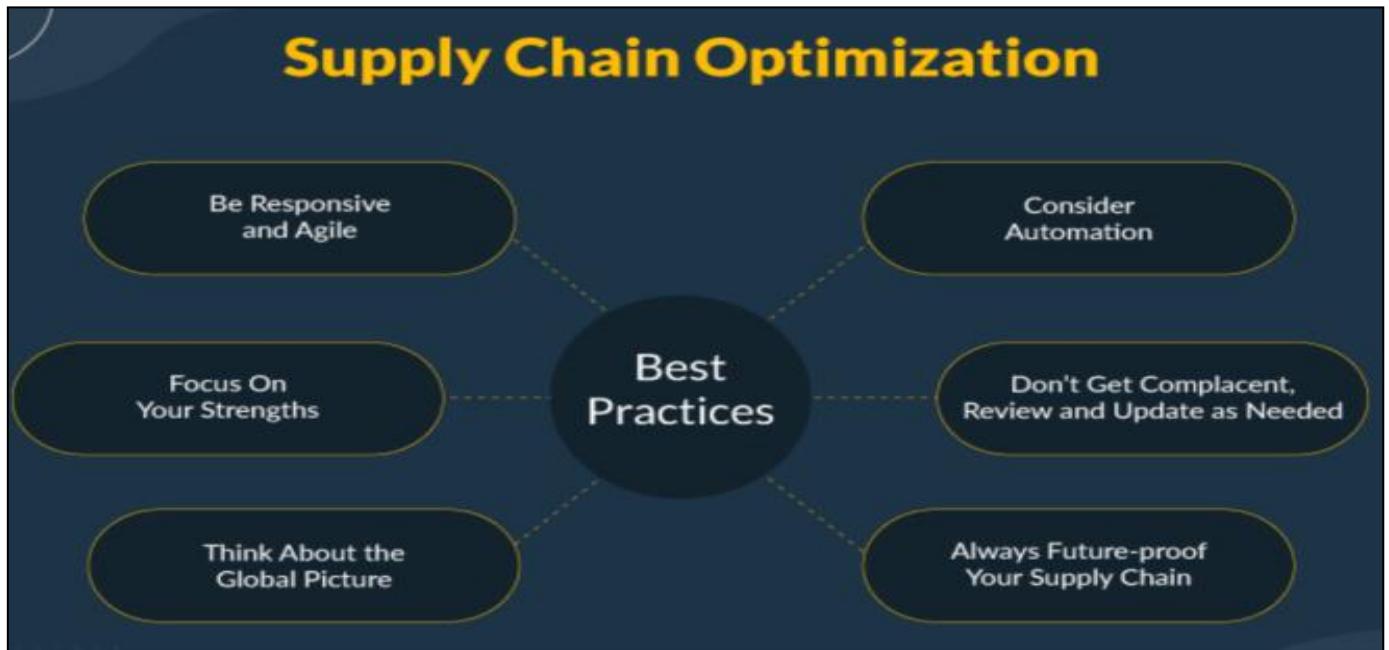 Supply Chain Optimization
Be Responsive
and Agile
Consider
Automation
Focus On
Your Strengths
Best
Practices
Don't Get Complacent,
Review and Update as Needed
Think About the
Global Picture
Always Future-proof
Your Supply Chain